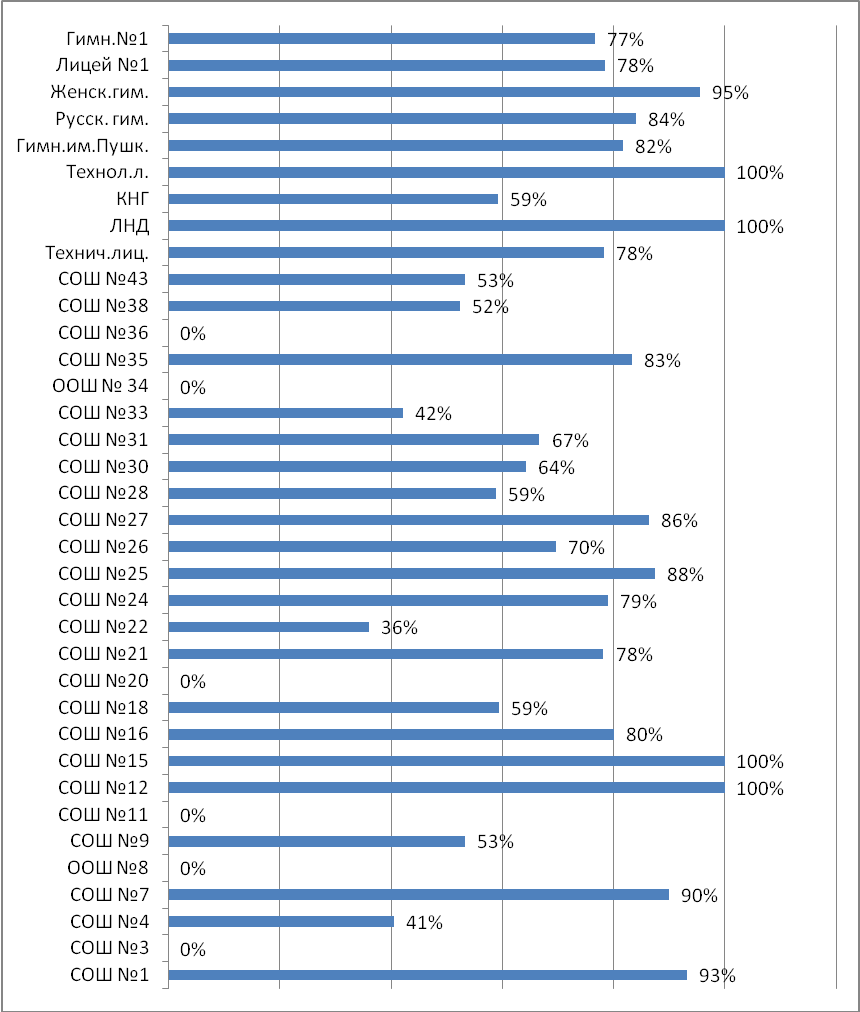 Гимн.№1 77%
Лицей №1 78%
Женск.гим. 95%
Русск. гим. 84%
Гимн.им.Пушк. 82%
Технол.л. 100%
КНГ 59%
ЛНД 100%
Технич.лиц. 78%
СОШ №43 53%
СОШ №38 52%
СОШ №36 0%
СОШ №35 83%
ООШ № 34 0%
СОШ №33 42%
СОШ №31 67%
СОШ №30 64%
СОШ №28 59%
СОШ №27 86%
СОШ №26 70%
СОШ №25 88%
СОШ №24 79%
СОШ №22 36%
СОШ №21 78%
СОШ №20 0%
СОШ №18 59%
СОШ №16 80%
СОШ №15 100%
СОШ №12 100%
СОШ №11 0%
СОШ №9 53%
ООШ №8 0%
СОШ №7 90%
СОШ №4 41%
СОШ №3 0%
СОШ №1 93%